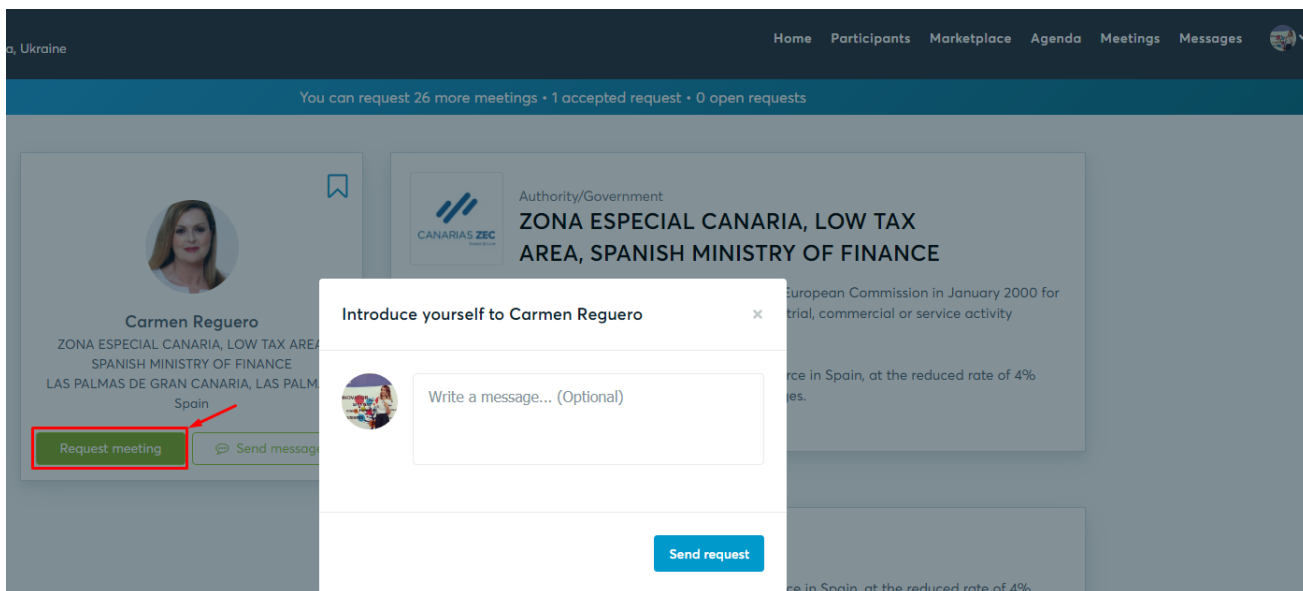 a, Ukraine
Home Participants Marketplace Agenda Meetings Messages
You can request 26 more meetings • 1 accepted request • 0 open requests
Carmen Reguero
ZONA ESPECIAL CANARIA, LOW TAX AREA
SPANISH MINISTRY OF FINANCE
LAS PALMAS DE GRAN CANARIA, LAS PALM
Spain
Request meeting
Send message
CANARIAS ZEC
Authority/Government
ZONA ESPECIAL CANARIA, LOW TAX
AREA, SPANISH MINISTRY OF FINANCE
European Commission in January 2000 for
trial, commercial or service activity
rce in Spain, at the reduced rate of 4%
es.
Introduce yourself to Carmen Reguero
×
Write a message... (Optional)
Send request
ce in Spain, at the reduced rate of 4%